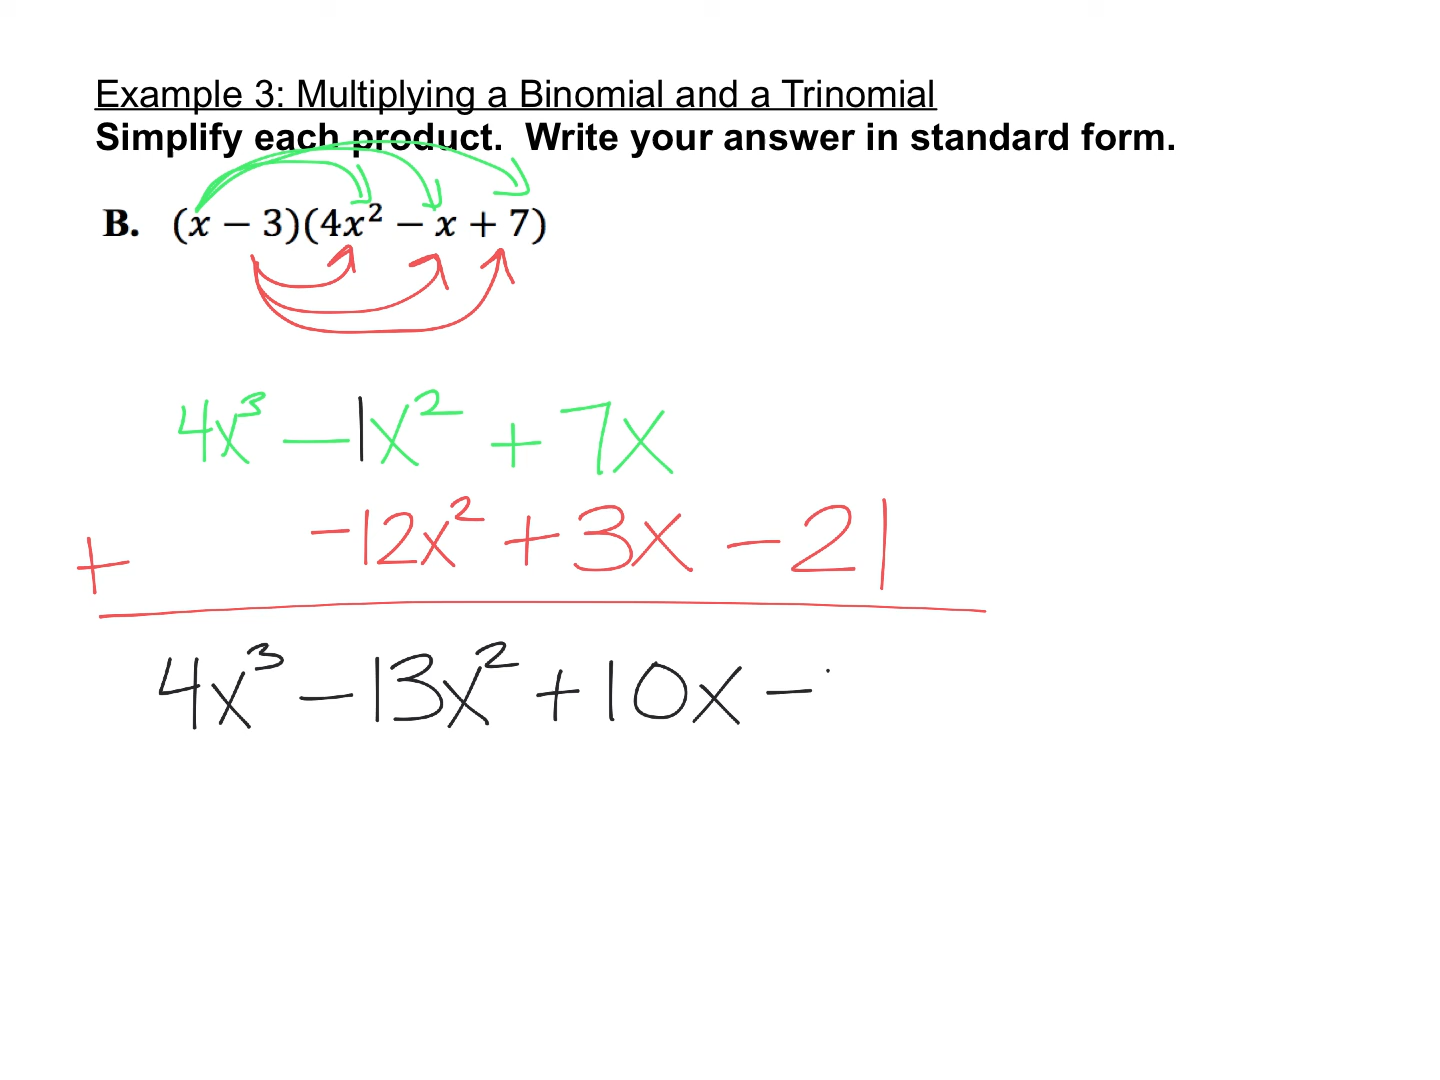 Example 3: Multiplying a Binomial and a Trinomial
Simplify each product.  Write your answer in standard form.
B. (x − 3)(4x² − x + 7)
4x³ − 1x² + 7x
+ −12x² + 3x − 21
4x³ − 13x² + 10x −